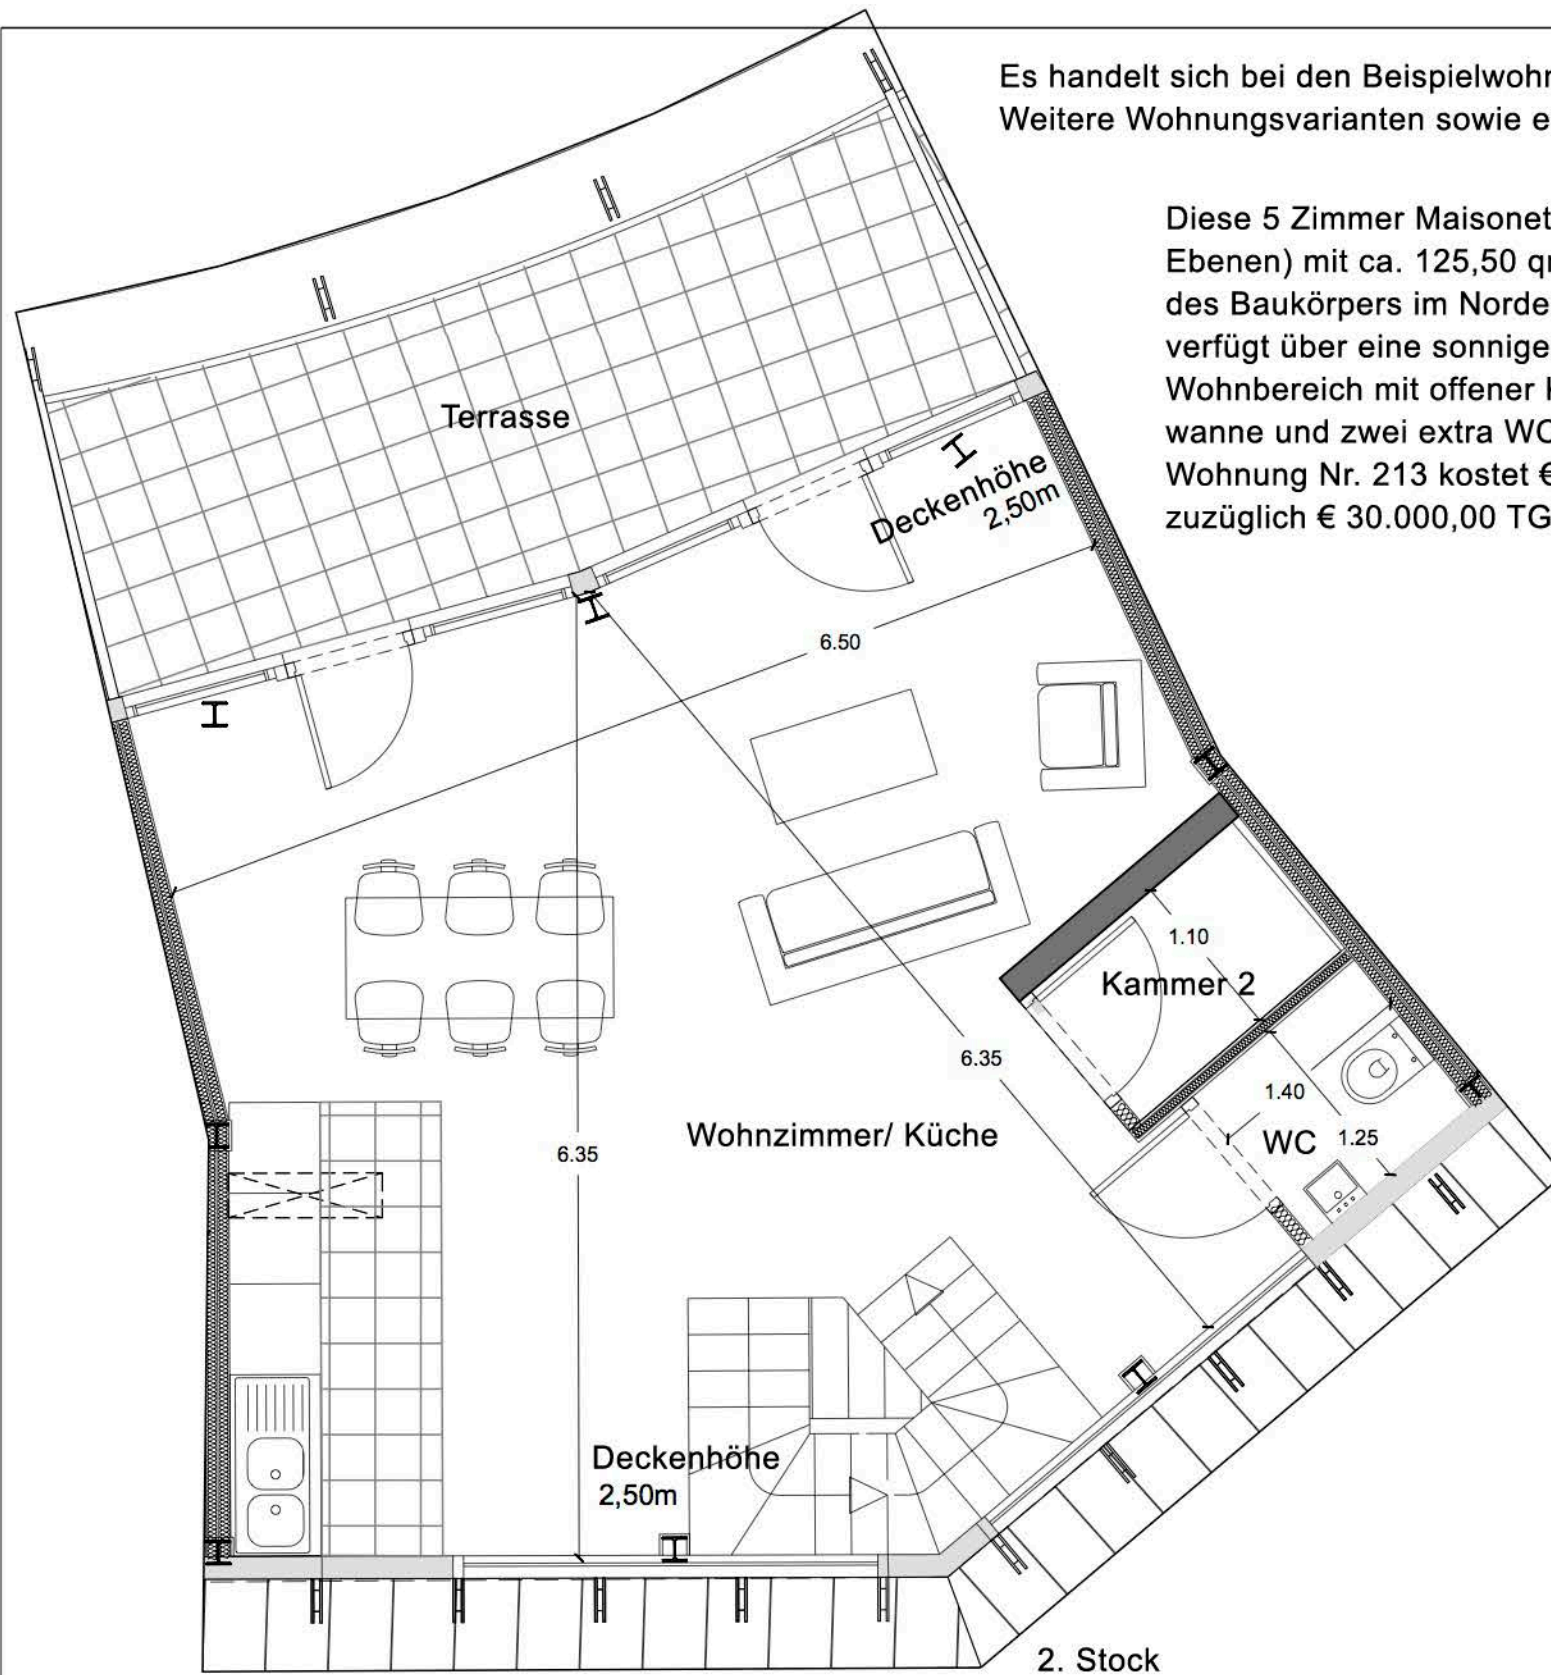 Es handelt sich bei den Beispielwohn
Weitere Wohnungsvarianten sowie e
Diese 5 Zimmer Maisonet
Ebenen) mit ca. 125,50 q
des Baukörpers im Norde
verfügt über eine sonnige
Wohnbereich mit offener
wanne und zwei extra WC
Wohnung Nr. 213 kostet €
zuzüglich € 30.000,00 TG
Terrasse
Deckenhöhe
2,50m
6.50
1.10
Kammer 2
6.35
1.40
WC
1.25
Wohnzimmer/ Küche
6.35
Deckenhöhe
2,50m
2. Stock